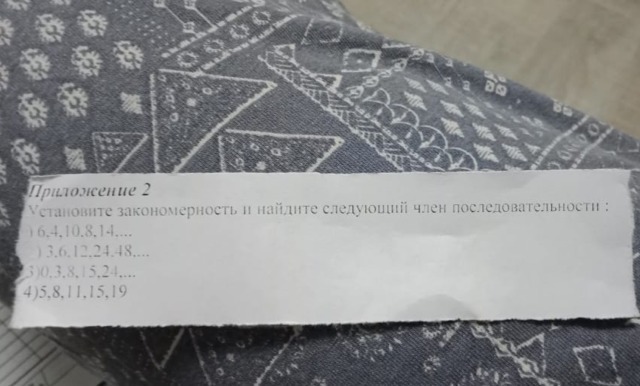 Приложение 2
Установите закономерность и найдите следующий член последовательности :
) 6,4,10,8,14,...
) 3,6,12,24,48,...
3)0,3,8,15,24,...
4)5,8,11,15,19